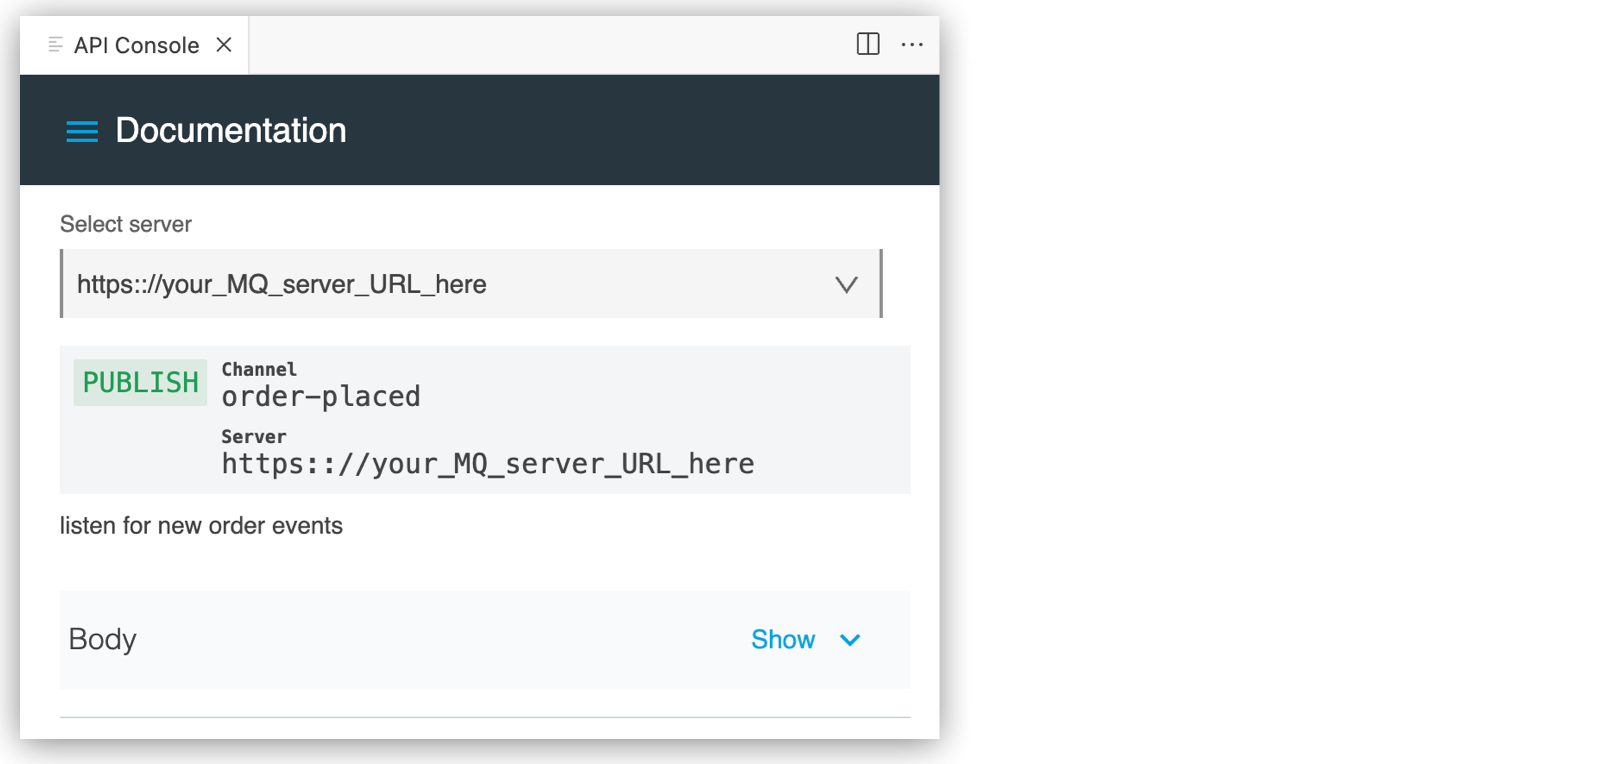 API Console
Documentation
Select server
https:://your_MQ_server_URL_here
PUBLISH
Channel
order-placed
Server
https:://your_MQ_server_URL_here
listen for new order events
Body
Show